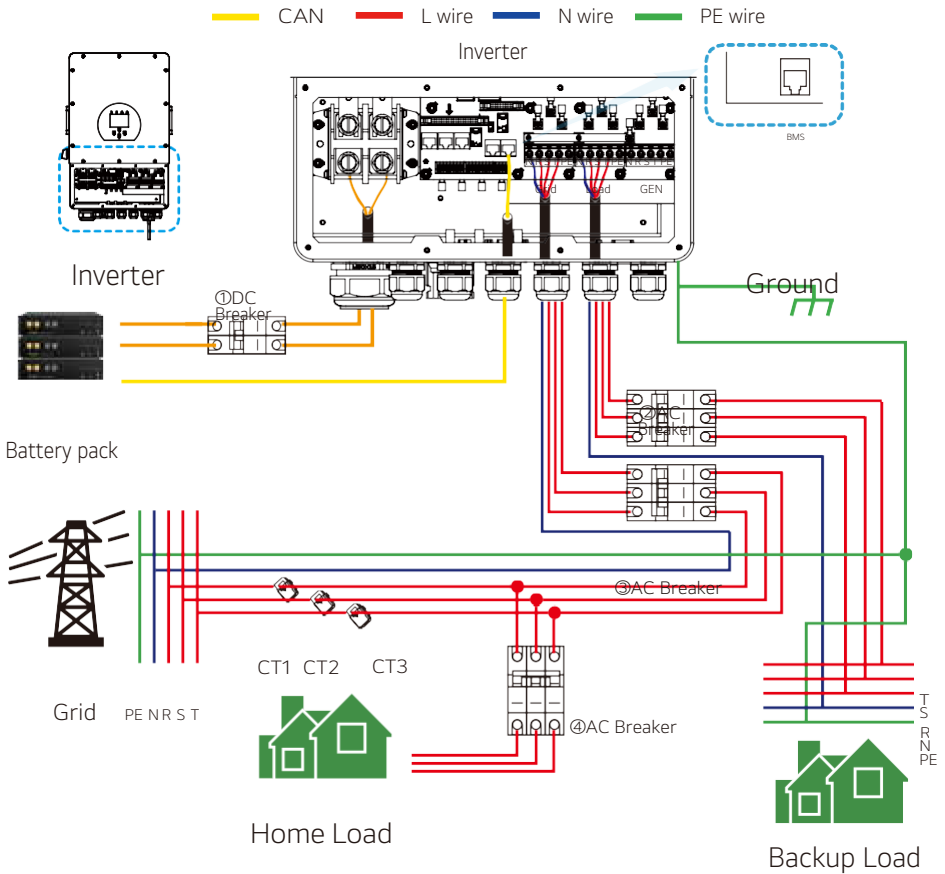 CAN L wire N wire PE wire
Inverter
BMS
Grid Load GEN
Inverter
Ground
①DC
Breaker
②AC
Breaker
Battery pack
③AC Breaker
CT1 CT2 CT3
Grid PE N R S T
④AC Breaker
T
S
R
N
PE
Home Load
Backup Load